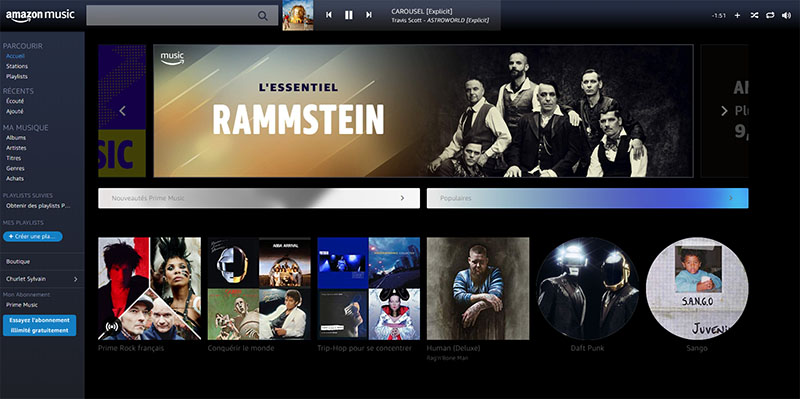 amazon music
CAROUSEL [Explicit]
Travis Scott - ASTROWORLD [Explicit]
-1:51
PARCOURIR
Accueil
Stations
Playlists
RÉCENTS
Écouté
Ajouté
MA MUSIQUE
Albums
Artistes
Titres
Genres
Achats
PLAYLISTS SUIVIES
Obtenir des playlists P...
MES PLAYLISTS
+ Créer une pla...
Boutique
Churlet Sylvain
Mon Abonnement
Prime Music
Essayez l'abonnement
Illimité gratuitement
SIC
music
L'ESSENTIEL
RAMMSTEIN
Pl
9,
Nouveautés Prime Music
Populaires
ABBA ARRIVAL
SANGO
JUVENI
Prime Rock français
Conquérir le monde
Trip-Hop pour se concentrer
Human (Deluxe)
Rag'n'Bone Man
Daft Punk
Sango